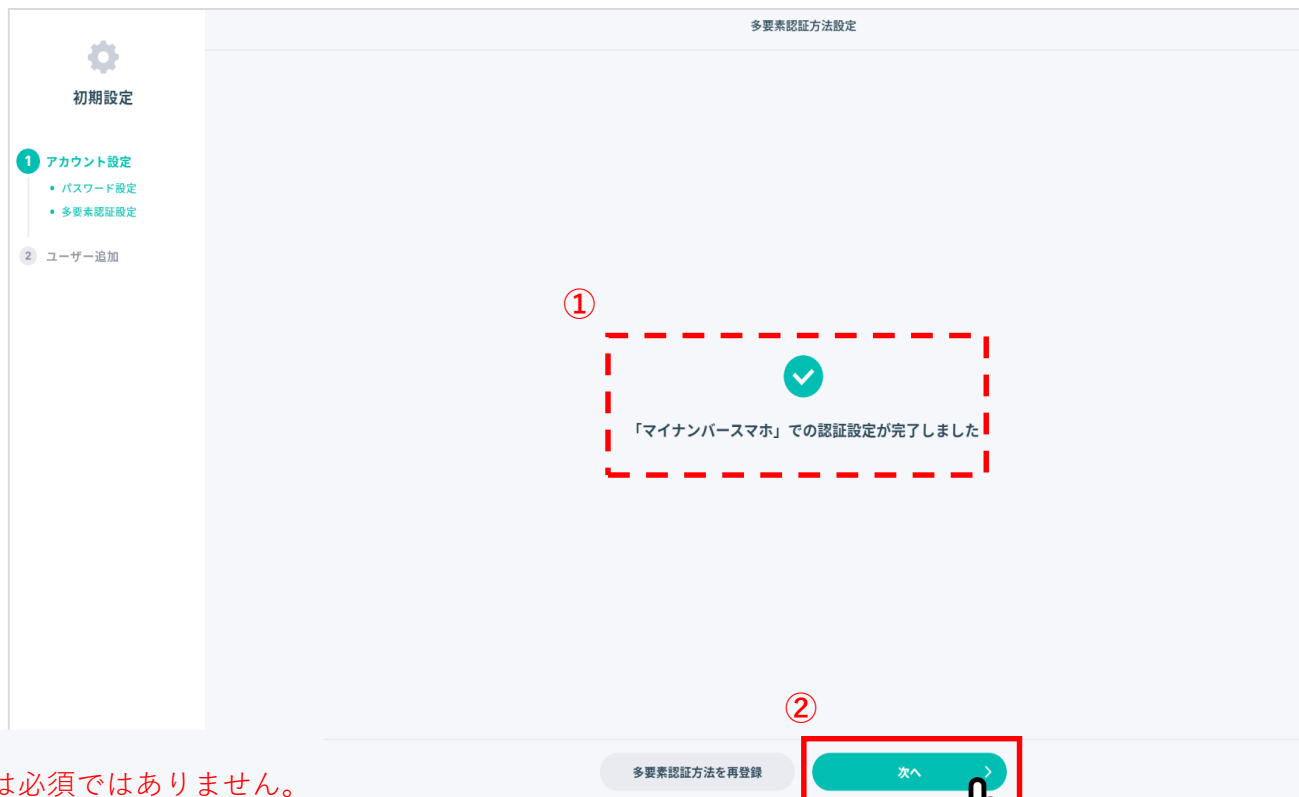 多要素認証方法設定
初期設定
1 アカウント設定
• パスワード設定
• 多要素認証設定
2 ユーザー追加
①
「マイナンバースマホ」での認証設定が完了しました
②
多要素認証方法を再登録
次へ
は必須ではありません。